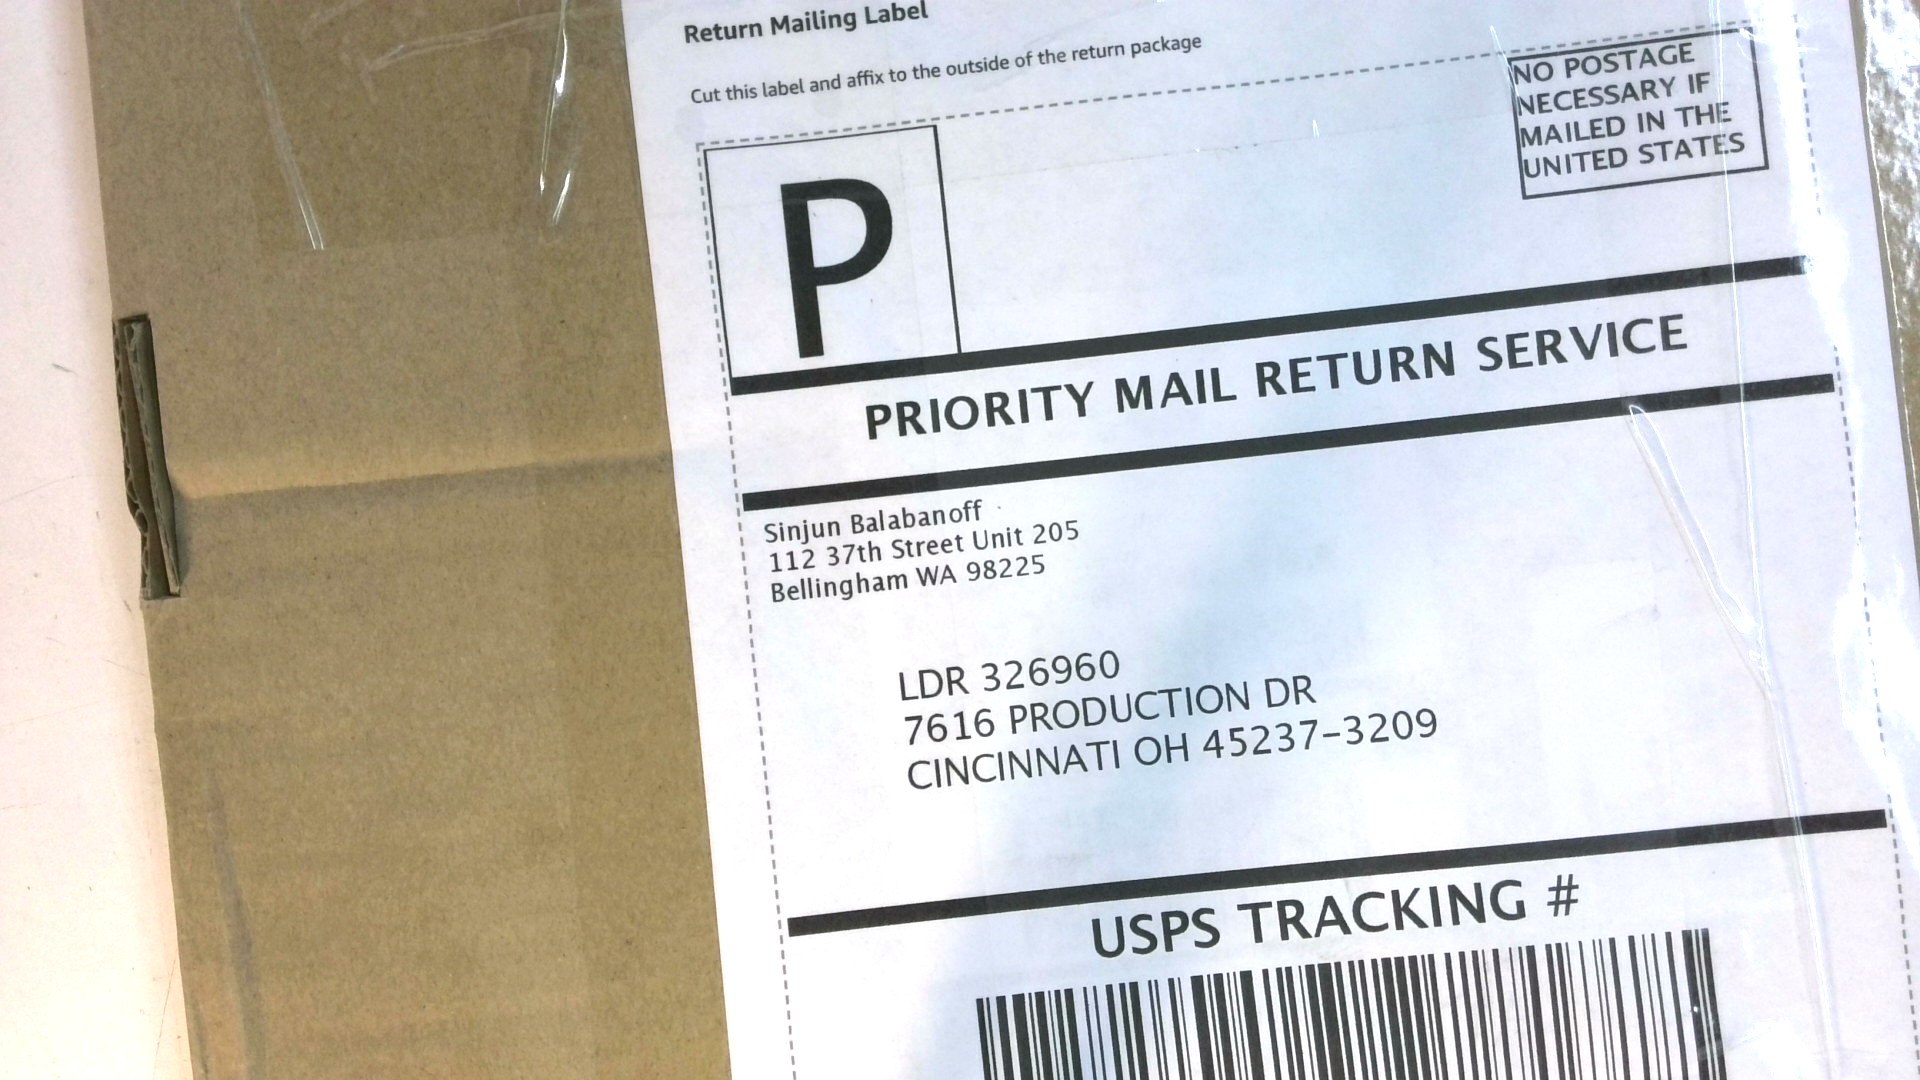 Return Mailing Label
Cut this label and affix to the outside of the return package
NO POSTAGE
NECESSARY IF
MAILED IN THE
UNITED STATES
P
PRIORITY MAIL RETURN SERVICE
Sinjun Balabanoff
112 37th Street Unit 205
Bellingham WA 98225
LDR 326960
7616 PRODUCTION DR
CINCINNATI OH 45237-3209
USPS TRACKING #